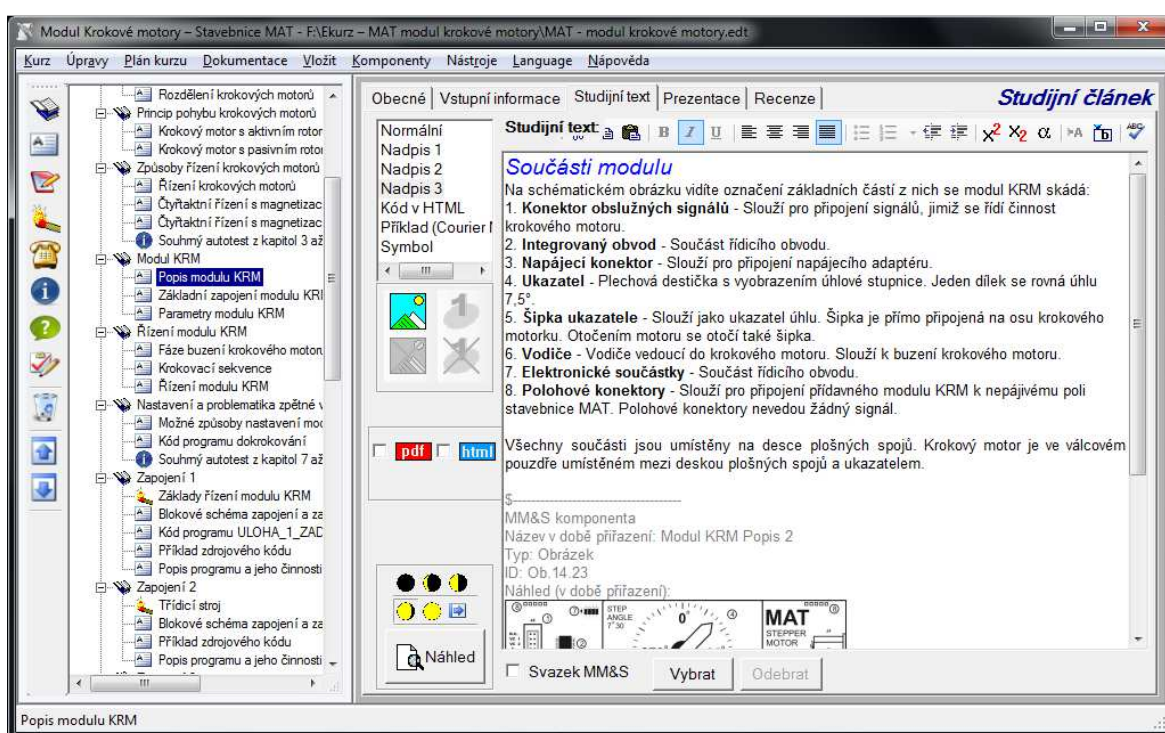 Modul Krokové motory – Stavebnice MAT - F:\Ekurz – MAT modul krokové motory\MAT - modul krokové motory.edt
Kurz Úpravy Plán kurzu Dokumentace Vložit Komponenty Nástroje Language Nápověda
Rozdělení krokových motorů
Princip pohybu krokových motorů
Krokový motor s aktivním rotor
Krokový motor s pasivním rotor
Způsoby řízení krokových motorů
Řízení krokových motorů
Čtyřtaktní řízení s magnetizac
Čtyřtaktní řízení s magnetizac
Souhrný autotest z kapitol 3 až
Modul KRM
Popis modulu KRM
Základní zapojení modulu KRI
Parametry modulu KRM
Řízení modulu KRM
Fáze buzení krokového moton
Krokovací sekvence
Řízení modulu KRM
Nastavení a problematika zpětné v
Možné způsoby nastavení mod
Kód programu dokrokování
Souhrný autotest z kapitol 7 až
Zapojení 1
Základy řízení modulu KRM
Blokové schéma zapojení a za
Kód programu ULOHA_1_ZAD
Příklad zdrojového kódu
Popis programu a jeho činnosti
Zapojení 2
Třídicí stroj
Blokové schéma zapojení a za
Příklad zdrojového kódu
Popis programu a jeho činnosti
Obecné Vstupní informace Studijní text Prezentace Recenze
Studijní článek
Normální
Nadpis 1
Nadpis 2
Nadpis 3
Kód v HTML
Příklad (Courier
Symbol
pdf html
Náhled
Studijní text:
B I U x² X₂ α
Součásti modulu
Na schématickém obrázku vidíte označení základních částí z nich se modul KRM skádá:
1. Konektor obslužných signálů - Slouží pro připojení signálů, jimiž se řídí činnost
krokového motoru.
2. Integrovaný obvod - Součást řídicího obvodu.
3. Napájecí konektor - Slouží pro připojení napájecího adaptéru.
4. Ukazatel - Plechová destička s vyobrazením úhlové stupnice. Jeden dílek se rovná úhlu
7,5°.
5. Šipka ukazatele - Slouží jako ukazatel úhlu. Šipka je přímo připojená na osu krokového
motorku. Otočením motoru se otočí také šipka.
6. Vodiče - Vodiče vedoucí do krokového motoru. Slouží k buzení krokového motoru.
7. Elektronické součástky - Součást řídicího obvodu.
8. Polohové konektory - Slouží pro připojení přídavného modulu KRM k nepájivému poli
stavebnice MAT. Polohové konektory nevedou žádný signál.
Všechny součásti jsou umístěny na desce plošných spojů. Krokový motor je ve válcovém
pouzdře umístěném mezi deskou plošných spojů a ukazatelem.
$------------------------------------
MM&S komponenta
Název v době přiřazení: Modul KRM Popis 2
Typ: Obrázek
ID: Ob.14.23
Náhled (v době přiřazení):
STEP
ANGLE
7°30'
0°
MAT
STEPPER
MOTOR
Svazek MM&S Vybrat Odebrat
Popis modulu KRM